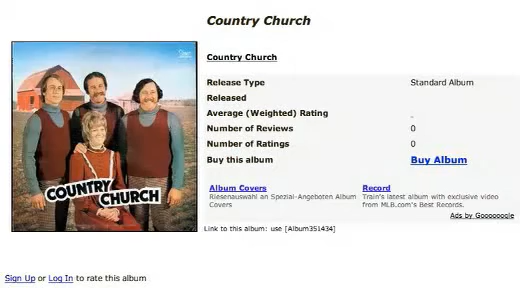 Country Church
COUNTRY
CHURCH
Country Church
Release Type Standard Album
Released
Average (Weighted) Rating -
Number of Reviews 0
Number of Ratings 0
Buy this album Buy Album
Album Covers
Riesenauswahl an Spezial-Angeboten Album
Covers
Record
Train's latest album with exclusive video
from MLB.com's Best Records.
Ads by Goooooogle
Link to this album: use [Album351434]
Sign Up or Log In to rate this album